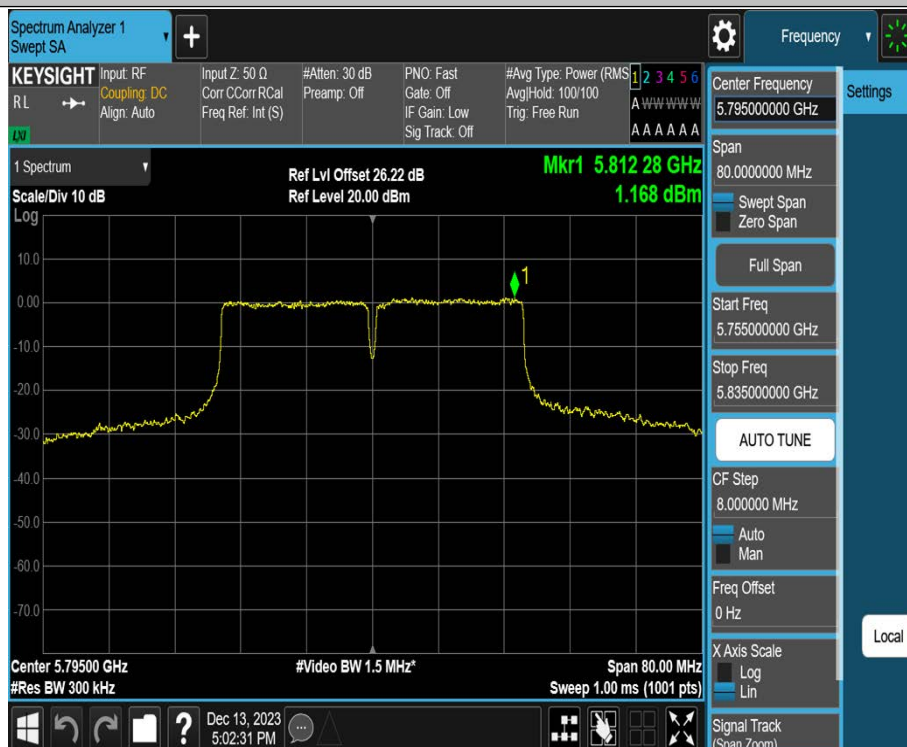 Spectrum Analyzer 1
Swept SA
Frequency
KEYSIGHT
RL
LXI
Input: RF
Coupling: DC
Align: Auto
Input Z: 50 Ω
Corr CCorr RCal
Freq Ref: Int (S)
#Atten: 30 dB
Preamp: Off
PNO: Fast
Gate: Off
IF Gain: Low
Sig Track: Off
#Avg Type: Power (RMS
Avg|Hold: 100/100
Trig: Free Run
1 2 3 4 5 6
A W W W W W
A A A A A A
Center Frequency
5.795000000 GHz
Settings
Span
80.0000000 MHz
Swept Span
Zero Span
Full Span
Start Freq
5.755000000 GHz
Stop Freq
5.835000000 GHz
AUTO TUNE
CF Step
8.000000 MHz
Auto
Man
Freq Offset
0 Hz
X Axis Scale
Log
Lin
Signal Track
(Span Zoom)
Local
1 Spectrum
Scale/Div 10 dB
Log
Ref Lvl Offset 26.22 dB
Ref Level 20.00 dBm
Mkr1 5.812 28 GHz
1.168 dBm
1
10.0
0.00
-10.0
-20.0
-30.0
-40.0
-50.0
-60.0
-70.0
Center 5.79500 GHz
#Res BW 300 kHz
#Video BW 1.5 MHz*
Span 80.00 MHz
Sweep 1.00 ms (1001 pts)
?
Dec 13, 2023
5:02:31 PM